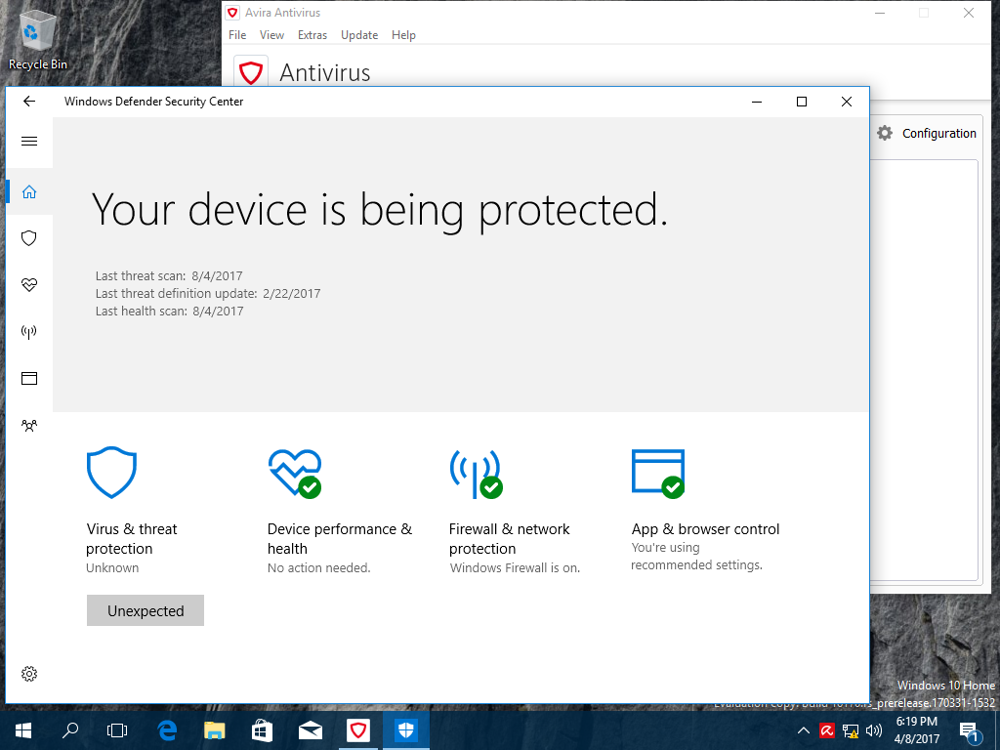 Recycle Bin
Avira Antivirus
File View Extras Update Help
Antivirus
Configuration
Windows Defender Security Center
Your device is being protected.
Last threat scan: 8/4/2017
Last threat definition update: 2/22/2017
Last health scan: 8/4/2017
Virus & threat
protection
Unknown
Unexpected
Device performance &
health
No action needed.
Firewall & network
protection
Windows Firewall is on.
App & browser control
You're using
recommended settings.
Windows 10 Home
Evaluation Copy. Build rs_prerelease.170331-1532
6:19 PM
4/8/2017
1